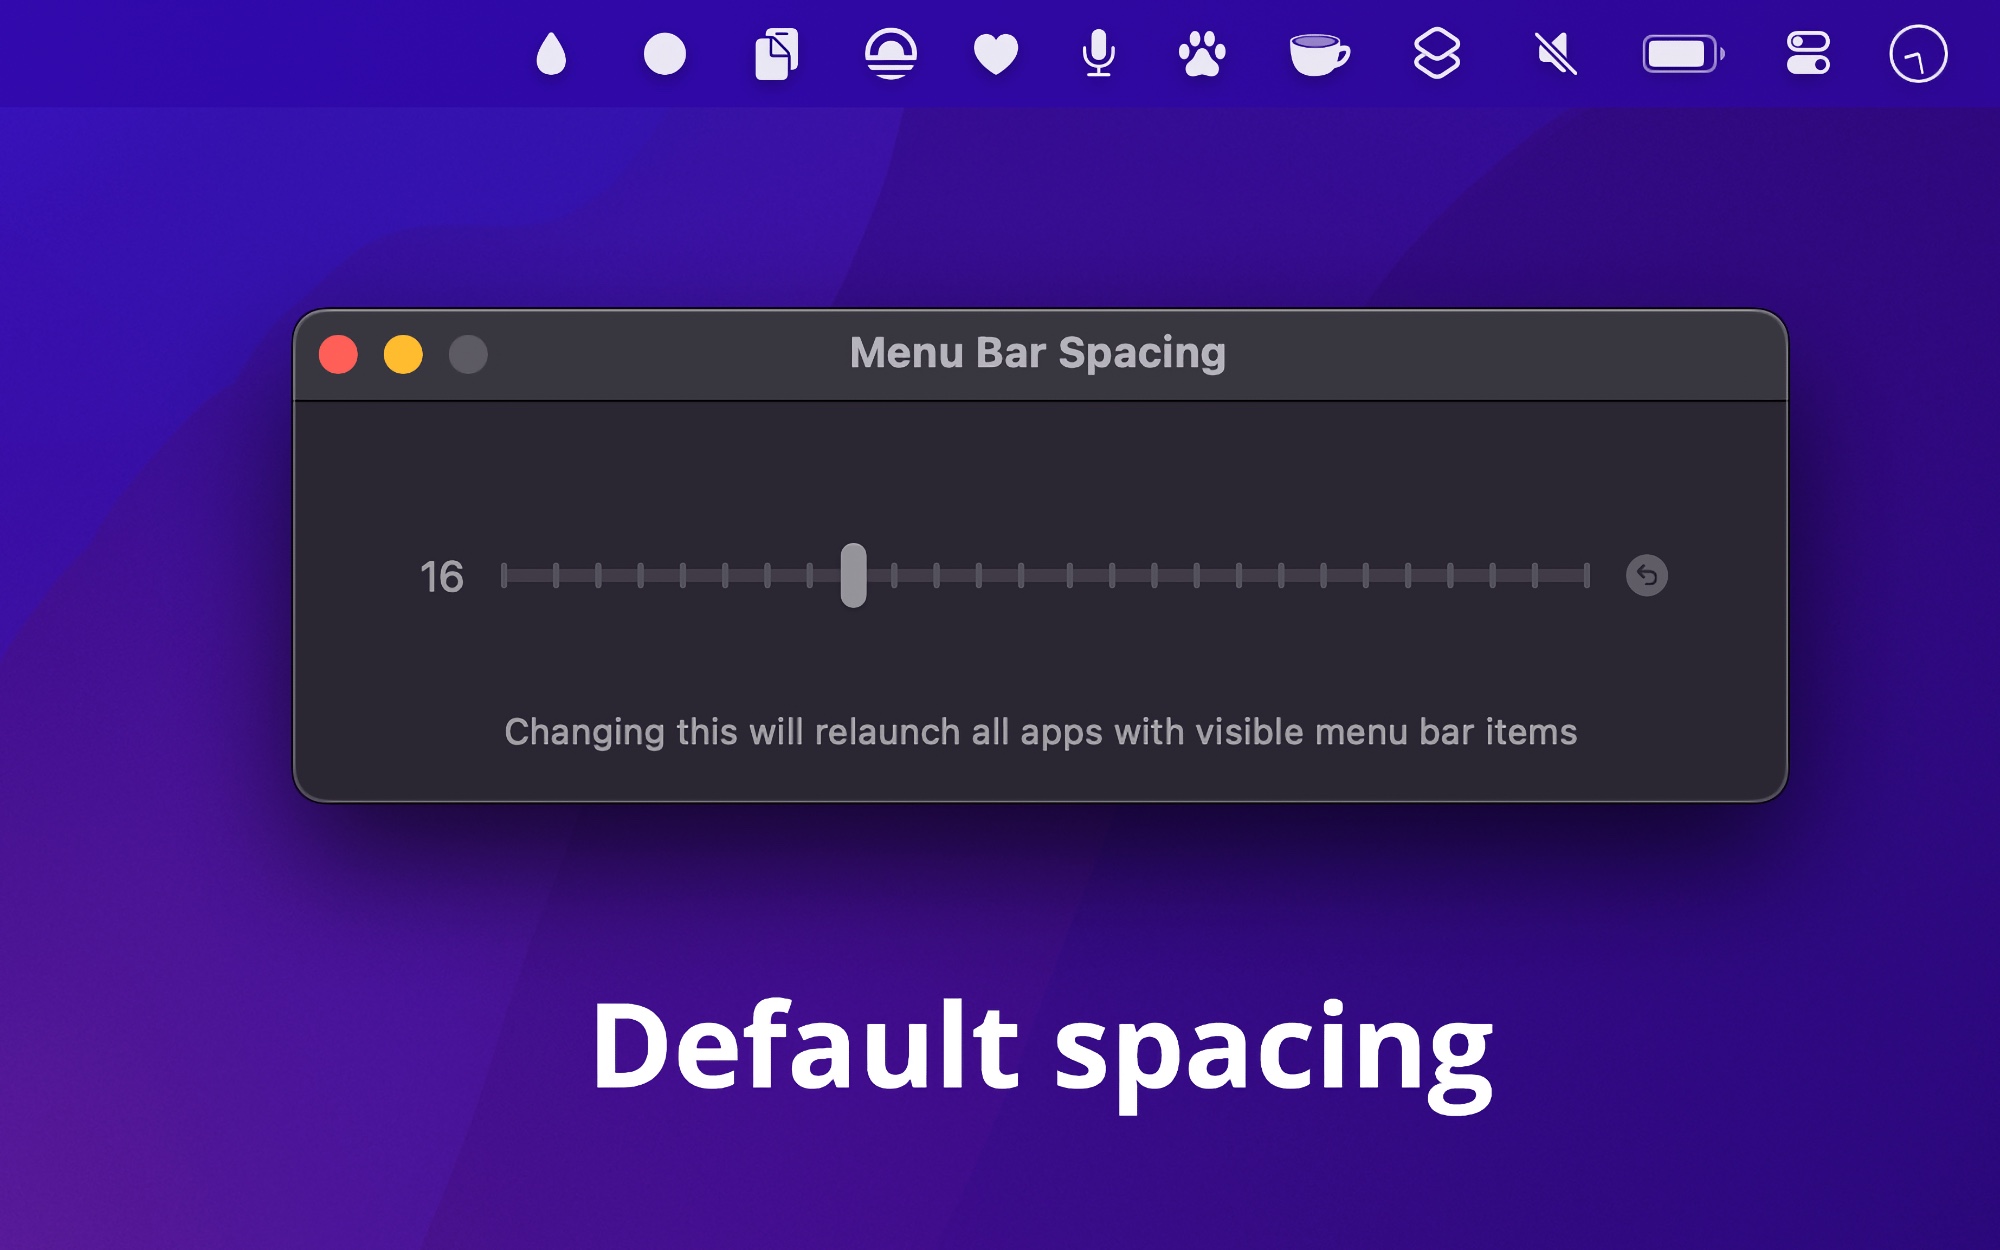 Menu Bar Spacing
16
Changing this will relaunch all apps with visible menu bar items
Default spacing